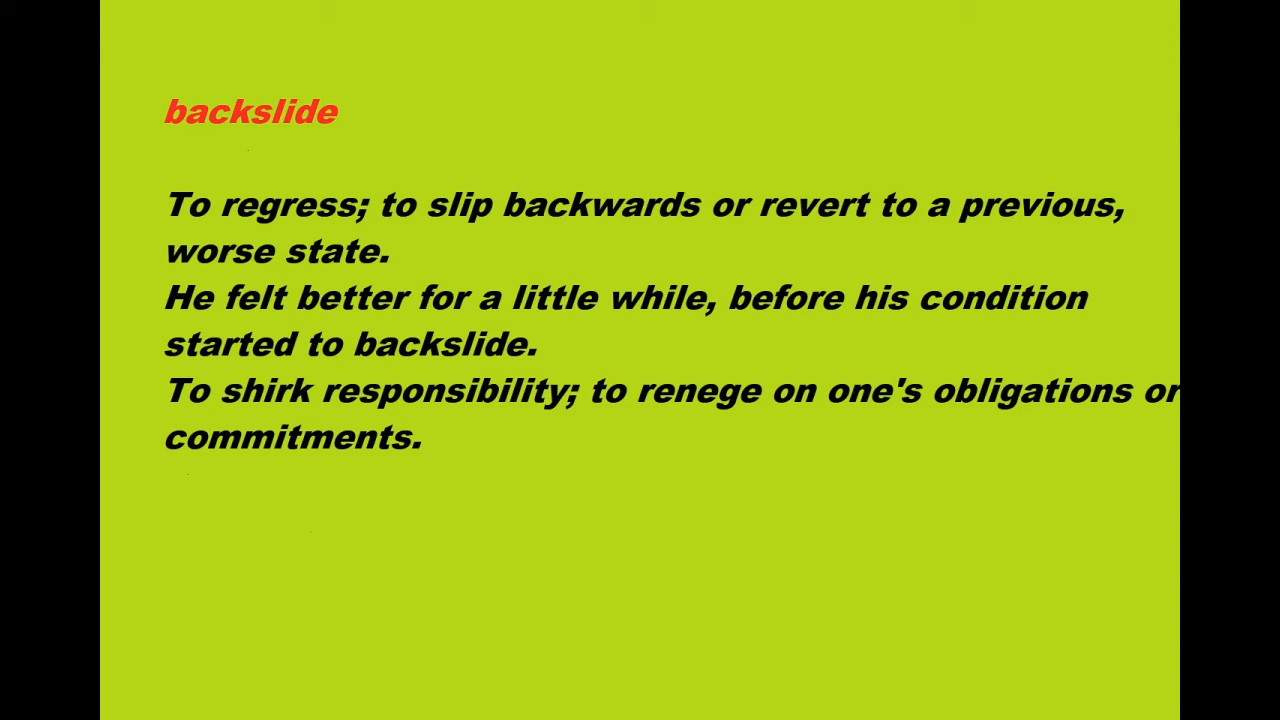 backslide
To regress; to slip backwards or revert to a previous,
worse state.
He felt better for a little while, before his condition
started to backslide.
To shirk responsibility; to renege on one's obligations or
commitments.